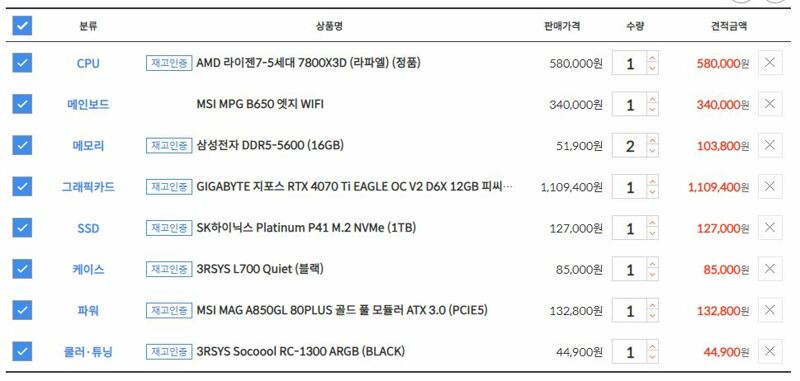 분류 상품명 판매가격 수량 견적금액
CPU 재고인증 AMD 라이젠7-5세대 7800X3D (라파엘) (정품) 580,000원 1 580,000원
메인보드 MSI MPG B650 엣지 WIFI 340,000원 1 340,000원
메모리 재고인증 삼성전자 DDR5-5600 (16GB) 51,900원 2 103,800원
그래픽카드 재고인증 GIGABYTE 지포스 RTX 4070 Ti EAGLE OC V2 D6X 12GB 피씨… 1,109,400원 1 1,109,400원
SSD 재고인증 SK하이닉스 Platinum P41 M.2 NVMe (1TB) 127,000원 1 127,000원
케이스 재고인증 3RSYS L700 Quiet (블랙) 85,000원 1 85,000원
파워 재고인증 MSI MAG A850GL 80PLUS 골드 풀 모듈러 ATX 3.0 (PCIE5) 132,800원 1 132,800원
쿨러·튜닝 재고인증 3RSYS Socoool RC-1300 ARGB (BLACK) 44,900원 1 44,900원